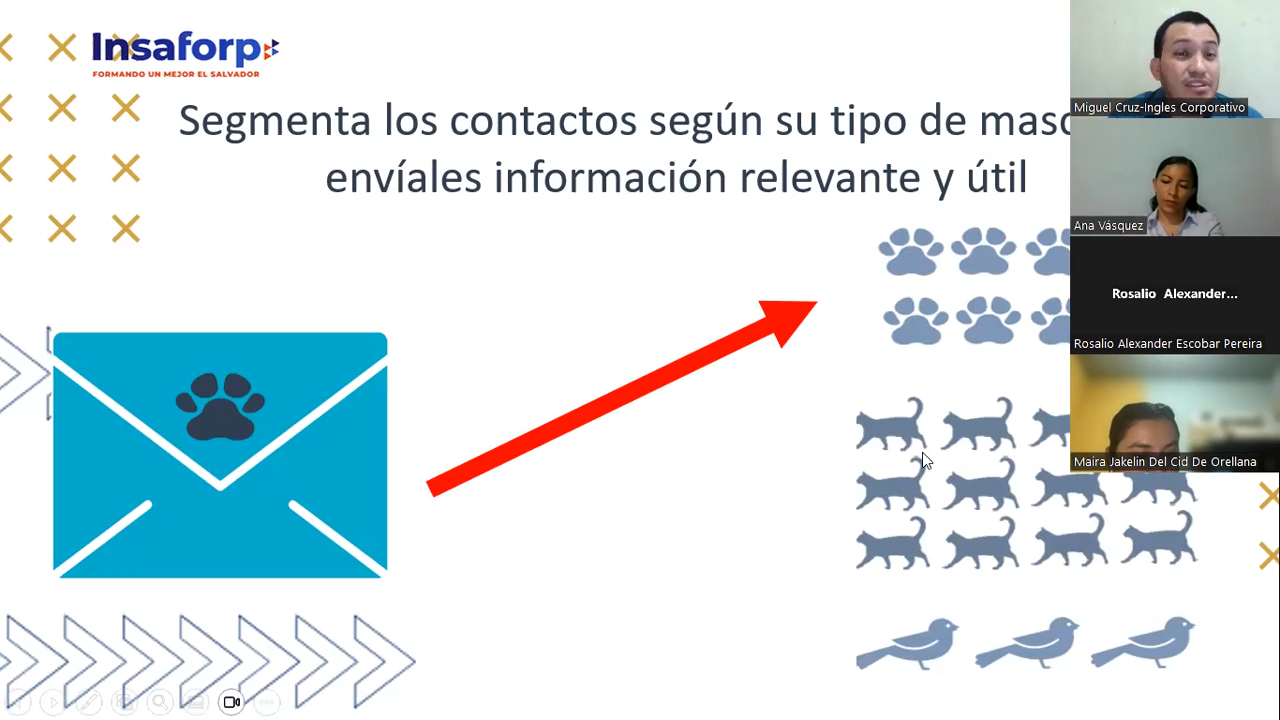 Insaforp
FORMANDO UN MEJOR EL SALVADOR
Segmenta los contactos según su tipo de
envíales información relevante y útil
Miguel Cruz-Ingles Corporativo
Ana Vásquez
Rosalio Alexander...
Rosalio Alexander Escobar Pereira
Maira Jakelin Del Cid De Orellana